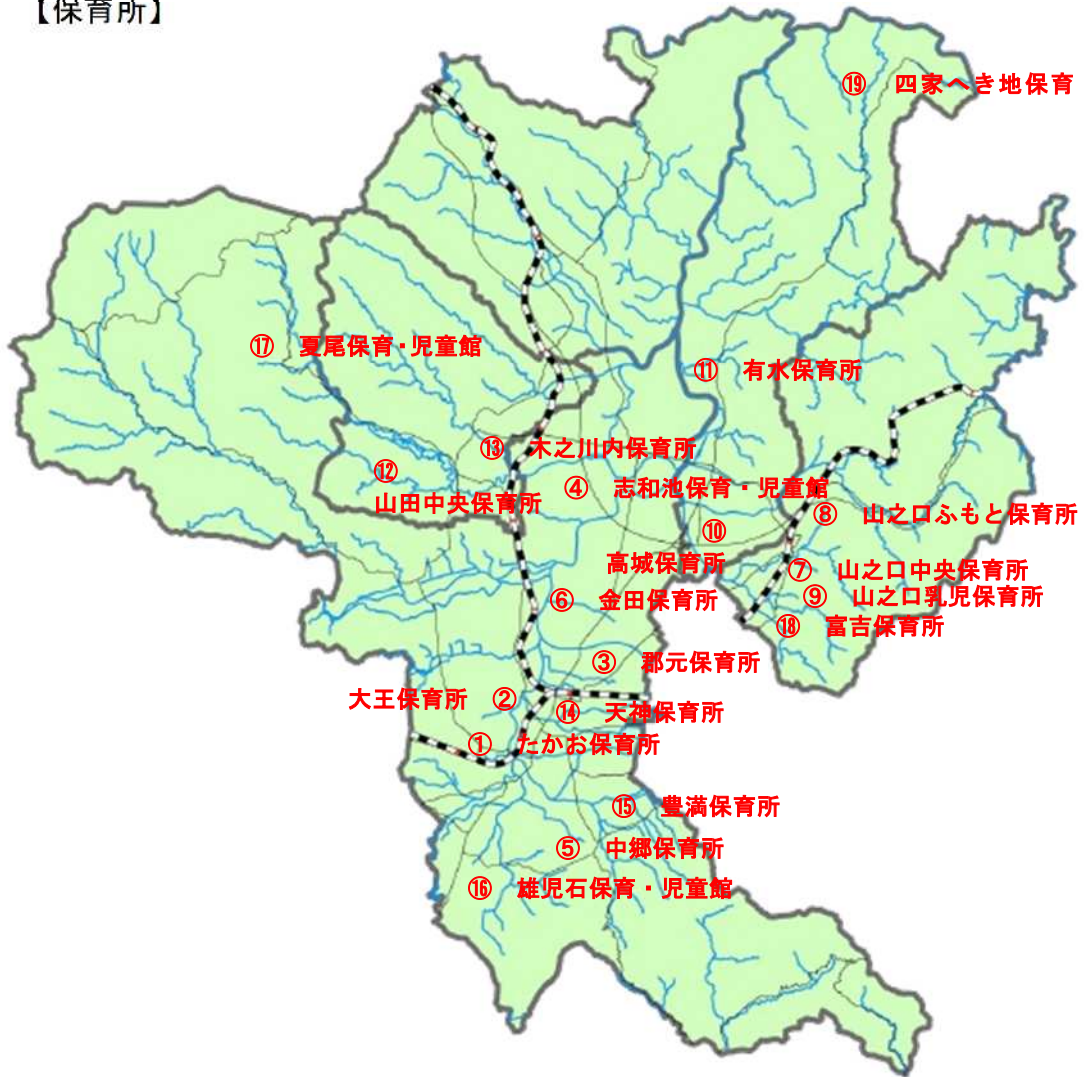 【保育所】
⑲ 四家へき地保育
⑰ 夏尾保育・児童館
⑪ 有水保育所
⑬ 木之川内保育所
⑫
山田中央保育所
④ 志和池保育・児童館
⑩
高城保育所
⑧ 山之口ふもと保育所
⑦ 山之口中央保育所
⑨ 山之口乳児保育所
⑥ 金田保育所
⑱ 富吉保育所
③ 郡元保育所
大王保育所 ②
⑭ 天神保育所
① たかお保育所
⑮ 豊満保育所
⑤ 中郷保育所
⑯ 雄児石保育・児童館